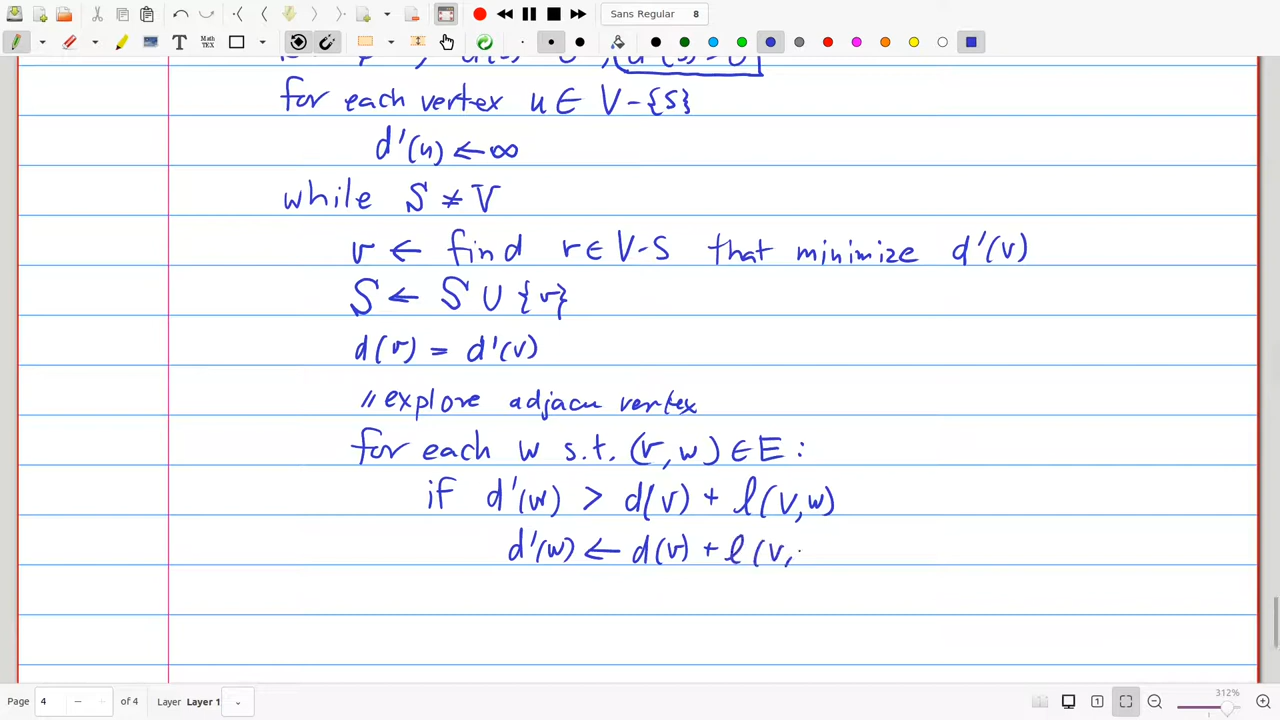 Sans Regular 8
for each vertex u ∈ V-{s}
d'(u) ← ∞
while S ≠ V
v ← find r ∈ V-S that minimize d'(v)
S ← S ∪ {v}
d(v) = d'(v)
// explore adjacu vertex
for each w s.t. (v,w) ∈ E :
if d'(w) > d(v) + l(v,w)
d'(w) ← d(v) + l(v,
Page 4 of 4 Layer Layer 1 312%